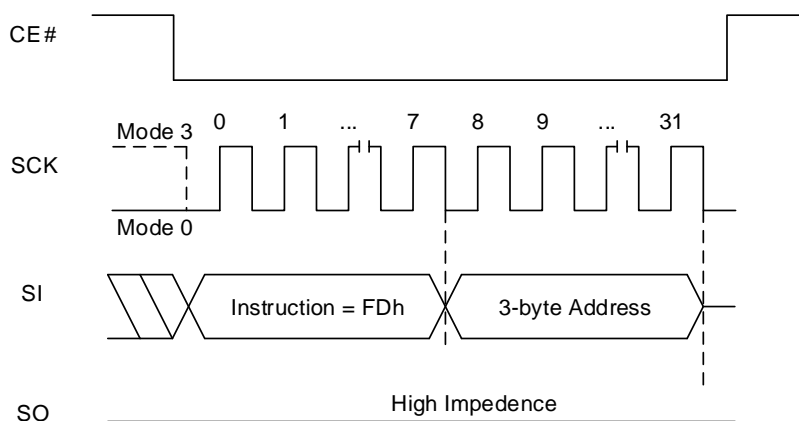 CE#
0 1 ... 7 8 9 ... 31
Mode 3
SCK
Mode 0
SI
Instruction = FDh
3-byte Address
High Impedence
SO